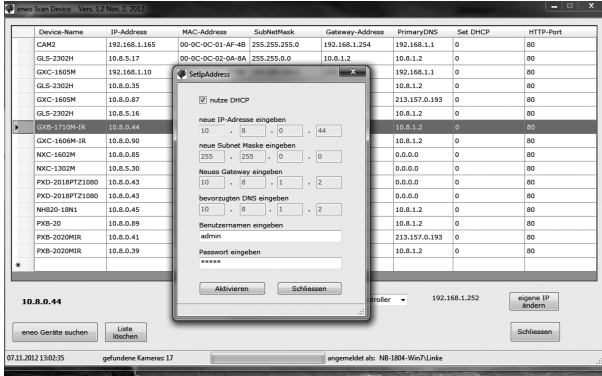 eneo Scan Device Vers. 1.2 Nov. 2. 2012
Device-Name IP-Address MAC-Address SubNetMask Gateway-Address PrimaryDNS Set DHCP HTTP-Port
CAM2 192.168.1.165 00-0C-0C-01-AF-4B 255.255.255.0 192.168.1.254 192.168.1.1 0 80
GLS-2302H 10.8.5.17 00-0C-0C-02-0A-8A 255.255.0.0 10.8.1.2 10.8.1.2 0 80
GXC-1605M 192.168.1.10 192.168.1.1 0 80
GLS-2302H 10.8.0.35 10.8.1.2 0 80
GXC-1605M 10.8.0.87 213.157.0.193 0 80
GLS-2302H 10.8.5.16 10.8.1.2 0 80
GXB-1710M-IR 10.8.0.44 10.8.1.2 0 80
GXC-1606M-IR 10.8.0.90 10.8.1.2 0 80
NXC-1602M 10.8.0.85 0.0.0.0 0 80
NXC-1302M 10.8.5.30 0.0.0.0 0 80
PXD-2018PTZ1080 10.8.0.43 0.0.0.0 0 80
PXD-2018PTZ1080 10.8.0.43 0.0.0.0 0 80
NH820-18N1 10.8.0.45 10.8.1.2 0 80
PXB-20 10.8.0.89 10.8.1.2 0 80
PXB-2020MIR 10.8.0.41 213.157.0.193 0 80
PXB-2020MIR 10.8.0.39 10.8.1.2 0 80
SetIpAddress
nutze DHCP
neue IP-Adresse eingeben
10 . 8 . 0 . 44
neue Subnet Maske eingeben
255 . 255 . 0 . 0
Neues Gateway eingeben
10 . 8 . 1 . 2
bevorzugten DNS eingeben
10 . 8 . 1 . 2
Benutzernamen eingeben
admin
Passwort eingeben
*****
Aktivieren Schliessen
10.8.0.44
ntroller 192.168.1.252 eigene IP
ändern
eneo Geräte suchen Liste
löschen
Schliessen
07.11.2012 13:02:35 gefundene Kameras: 17 angemeldet als: NB-1804-Win7\Linke